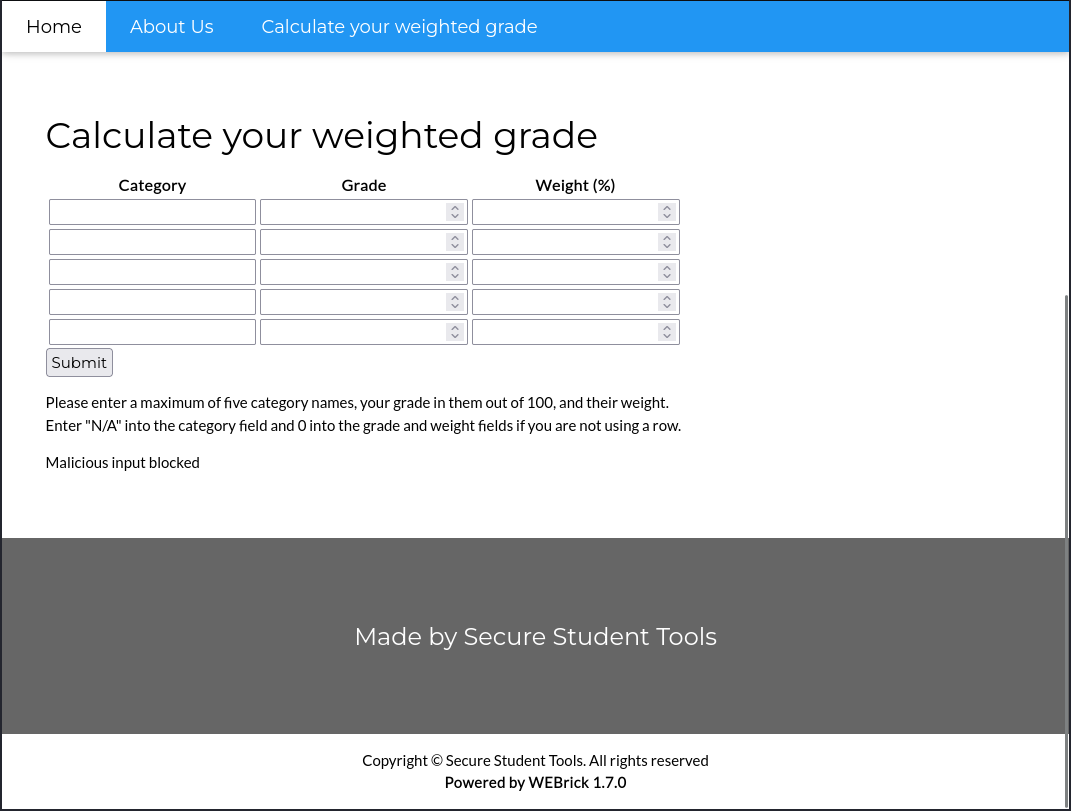 Home About Us Calculate your weighted grade
Calculate your weighted grade
Category Grade Weight (%)
Submit
Please enter a maximum of five category names, your grade in them out of 100, and their weight.
Enter "N/A" into the category field and 0 into the grade and weight fields if you are not using a row.
Malicious input blocked
Made by Secure Student Tools
Copyright © Secure Student Tools. All rights reserved
Powered by WEBrick 1.7.0